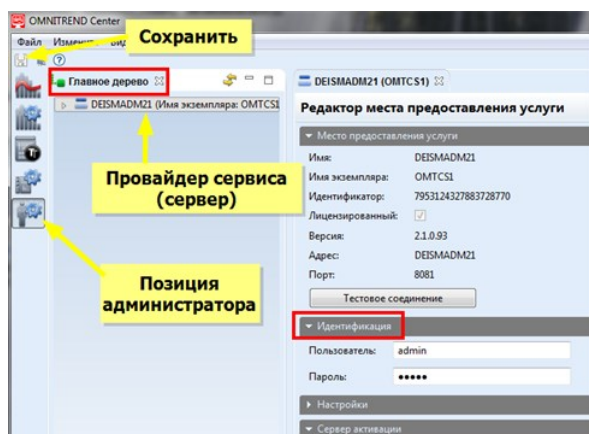 OMNITREND Center
Файл
Сохранить
Главное дерево
DEISMADM21 (Имя экземпляра: OMTCS1
Провайдер сервиса
(сервер)
Позиция
администратора
DEISMADM21 (OMTCS1)
Редактор места предоставления услуги
Место предоставления услуги
Имя: DEISMADM21
Имя экземпляра: OMTCS1
Идентификатор: 7953124327883728770
Лицензированный:
Версия: 2.1.0.93
Адрес: DEISMADM21
Порт: 8081
Тестовое соединение
Идентификация
Пользователь: admin
Пароль: •••••
Настройки
Сервер активации